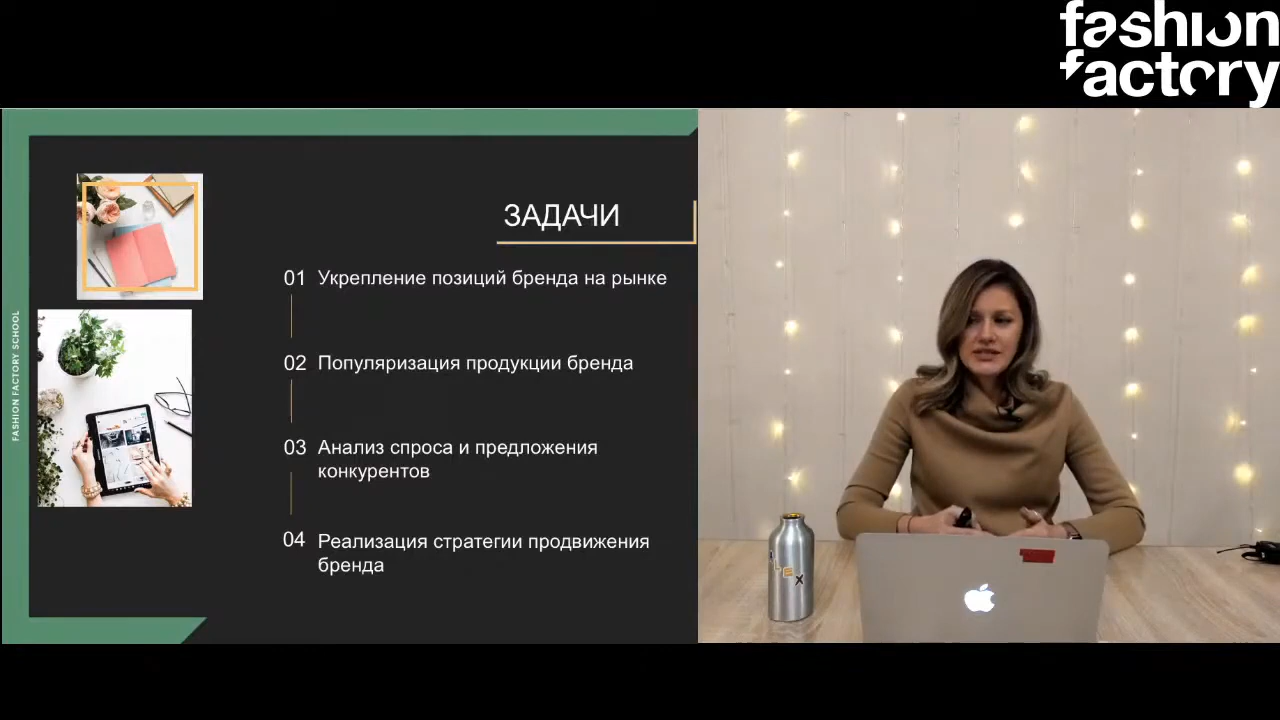 fashion
factory
ЗАДАЧИ
01 Укрепление позиций бренда на рынке
02 Популяризация продукции бренда
03 Анализ спроса и предложения
конкурентов
04 Реализация стратегии продвижения
бренда
FASHION FACTORY SCHOOL